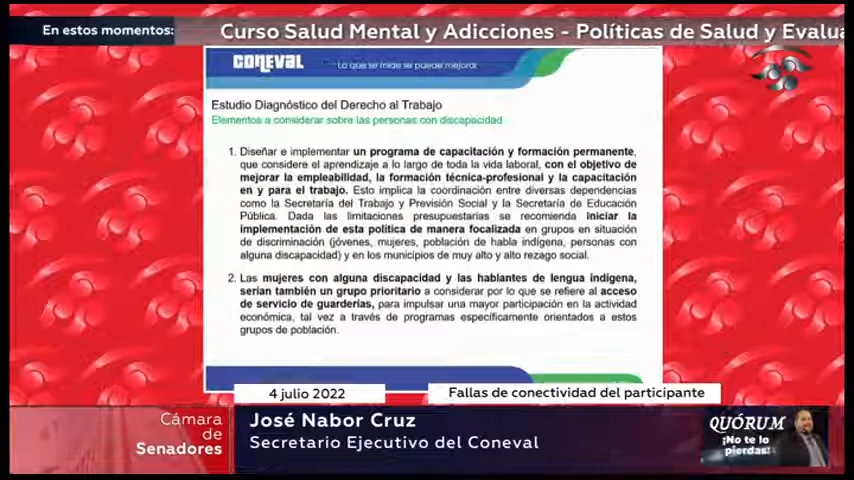 En estos momentos:
Curso Salud Mental y Adicciones - Políticas de Salud y Evalua
CONEVAL
Lo que se mide se puede mejorar
Estudio Diagnóstico del Derecho al Trabajo
Elementos a considerar sobre las personas con discapacidad
1. Diseñar e implementar un programa de capacitación y formación permanente,
que considere el aprendizaje a lo largo de toda la vida laboral, con el objetivo de
mejorar la empleabilidad, la formación técnica-profesional y la capacitación
en y para el trabajo. Esto implica la coordinación entre diversas dependencias
como la Secretaría del Trabajo y Previsión Social y la Secretaría de Educación
Pública. Dada las limitaciones presupuestarias se recomienda iniciar la
implementación de esta política de manera focalizada en grupos en situación
de discriminación (jóvenes, mujeres, población de habla indígena, personas con
alguna discapacidad) y en los municipios de muy alto y alto rezago social.
2. Las mujeres con alguna discapacidad y las hablantes de lengua indígena,
serían también un grupo prioritario a considerar por lo que se refiere al acceso
de servicio de guarderías, para impulsar una mayor participación en la actividad
económica, tal vez a través de programas específicamente orientados a estos
grupos de población.
4 julio 2022
Fallas de conectividad del participante
Cámara
de
Senadores
José Nabor Cruz
Secretario Ejecutivo del Coneval
QUÓRUM
¡No te lo
pierdas!